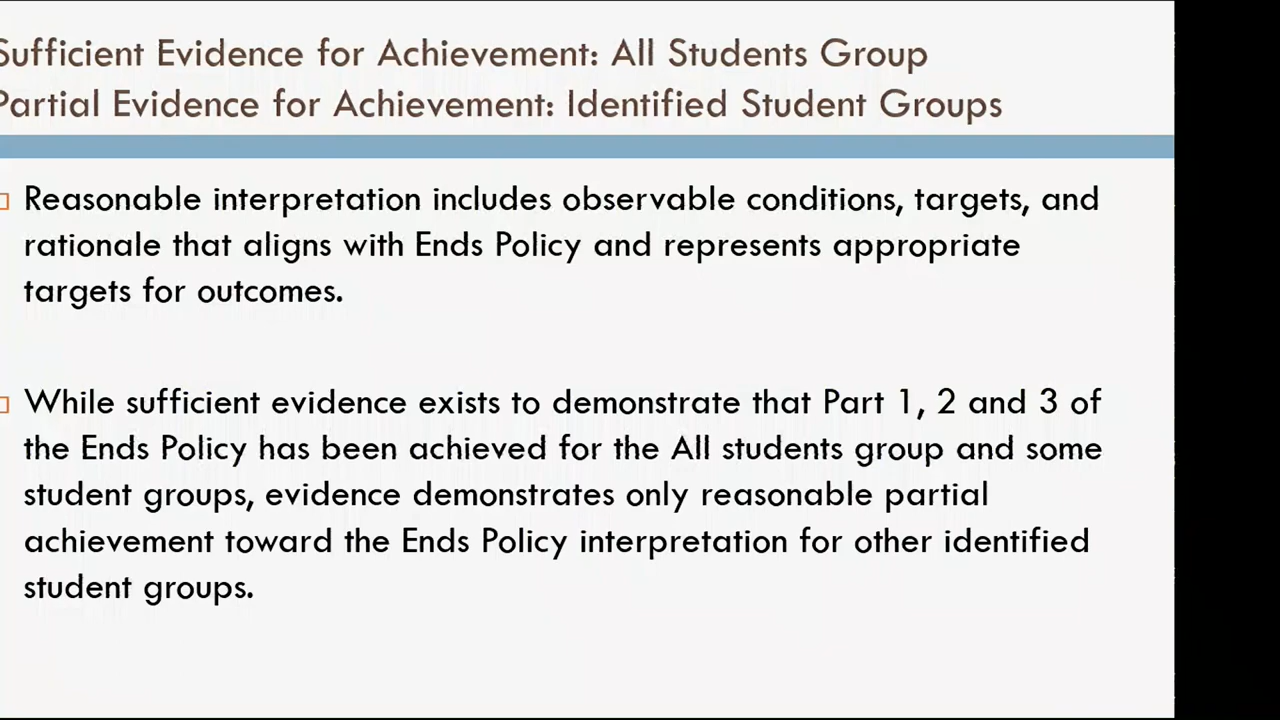 Sufficient Evidence for Achievement: All Students Group
Partial Evidence for Achievement: Identified Student Groups
Reasonable interpretation includes observable conditions, targets, and
rationale that aligns with Ends Policy and represents appropriate
targets for outcomes.
While sufficient evidence exists to demonstrate that Part 1, 2 and 3 of
the Ends Policy has been achieved for the All students group and some
student groups, evidence demonstrates only reasonable partial
achievement toward the Ends Policy interpretation for other identified
student groups.